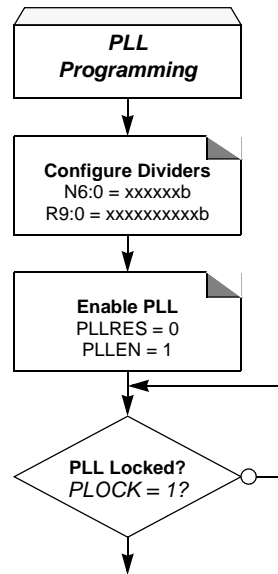 PLL
Programming
Configure Dividers
N6:0 = xxxxxxb
R9:0 = xxxxxxxxxxb
Enable PLL
PLLRES = 0
PLLEN = 1
PLL Locked?
PLOCK = 1?